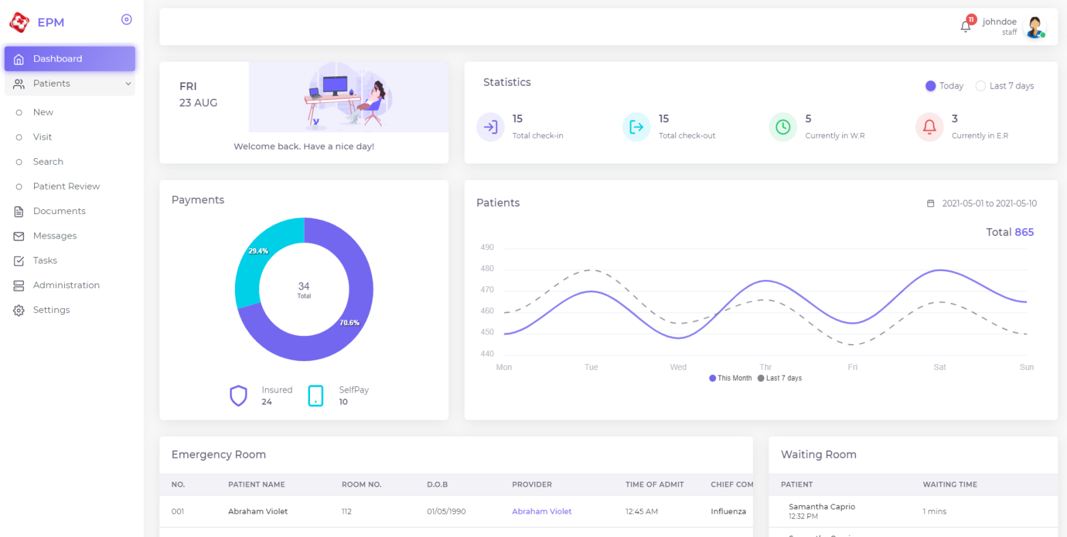 EPM
Dashboard
Patients
New
Visit
Search
Patient Review
Documents
Messages
Tasks
Administration
Settings
11
johndoe
staff
FRI
23 AUG
Welcome back. Have a nice day!
Statistics
Today
Last 7 days
15
Total check-in
15
Total check-out
5
Currently in W.R
3
Currently in E.R
Payments
29.4%
34
Total
70.6%
Insured
24
SelfPay
10
Patients
2021-05-01 to 2021-05-10
Total 865
490
480
470
460
450
440
Mon Tue Wed Thr Fri Sat Sun
This Month Last 7 days
Emergency Room
NO. PATIENT NAME ROOM NO. D.O.B PROVIDER TIME OF ADMIT CHIEF COM
001 Abraham Violet 112 01/05/1990 Abraham Violet 12:45 AM Influenza
Waiting Room
PATIENT WAITING TIME
Samantha Caprio
12:32 PM
1 mins